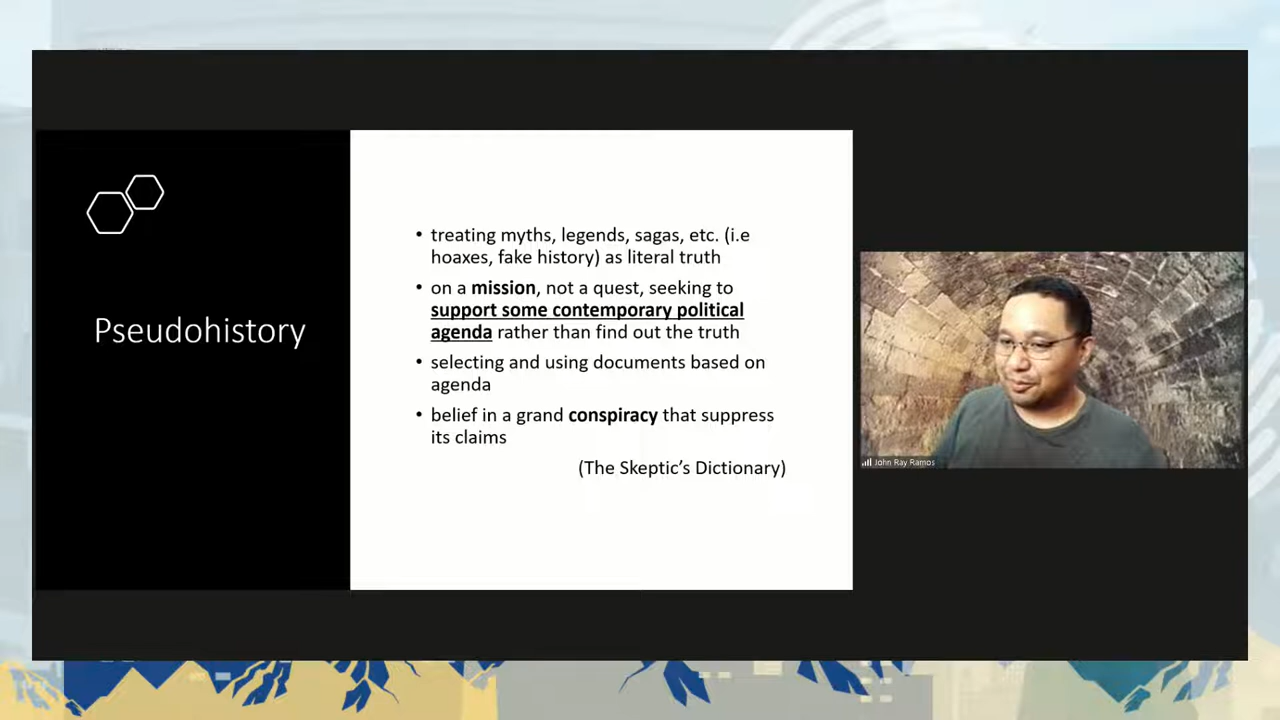 Pseudohistory
• treating myths, legends, sagas, etc. (i.e
hoaxes, fake history) as literal truth
• on a mission, not a quest, seeking to
support some contemporary political
agenda rather than find out the truth
• selecting and using documents based on
agenda
• belief in a grand conspiracy that suppress
its claims
(The Skeptic's Dictionary)
John Ray Ramos